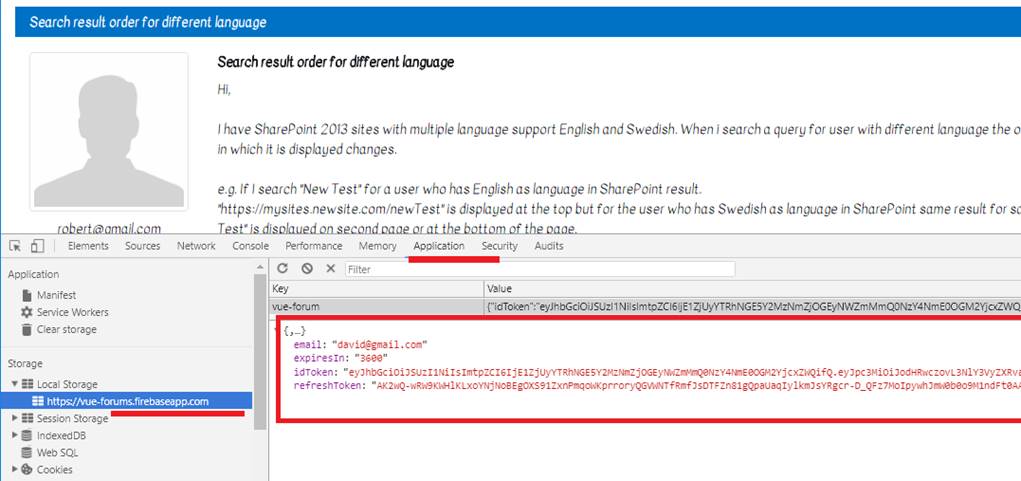 Search result order for different language
Search result order for different language
Hi,
I have SharePoint 2013 sites with multiple language support English and Swedish. When i search a query for user with different language the o
in which it is displayed changes.
e.g. If I search "New Test" for a user who has English as language in SharePoint result.
"https://mysites.newsite.com/newTest" is displayed at the top but for the user who has Swedish as language in SharePoint same result for
Test" is displayed on second page or at the bottom of the page.
robert@gmail.com
Elements Sources Network Console Performance Memory Application Security Audits
Application
Manifest
Service Workers
Clear storage
Storage
Local Storage
https://vue-forums.firebaseapp.com
Session Storage
IndexedDB
Web SQL
Cookies
Filter
Key Value
vue-forum {"idToken":
{,…}
email: "david@gmail.com"
expiresIn: "3600"
idToken:
refreshToken: